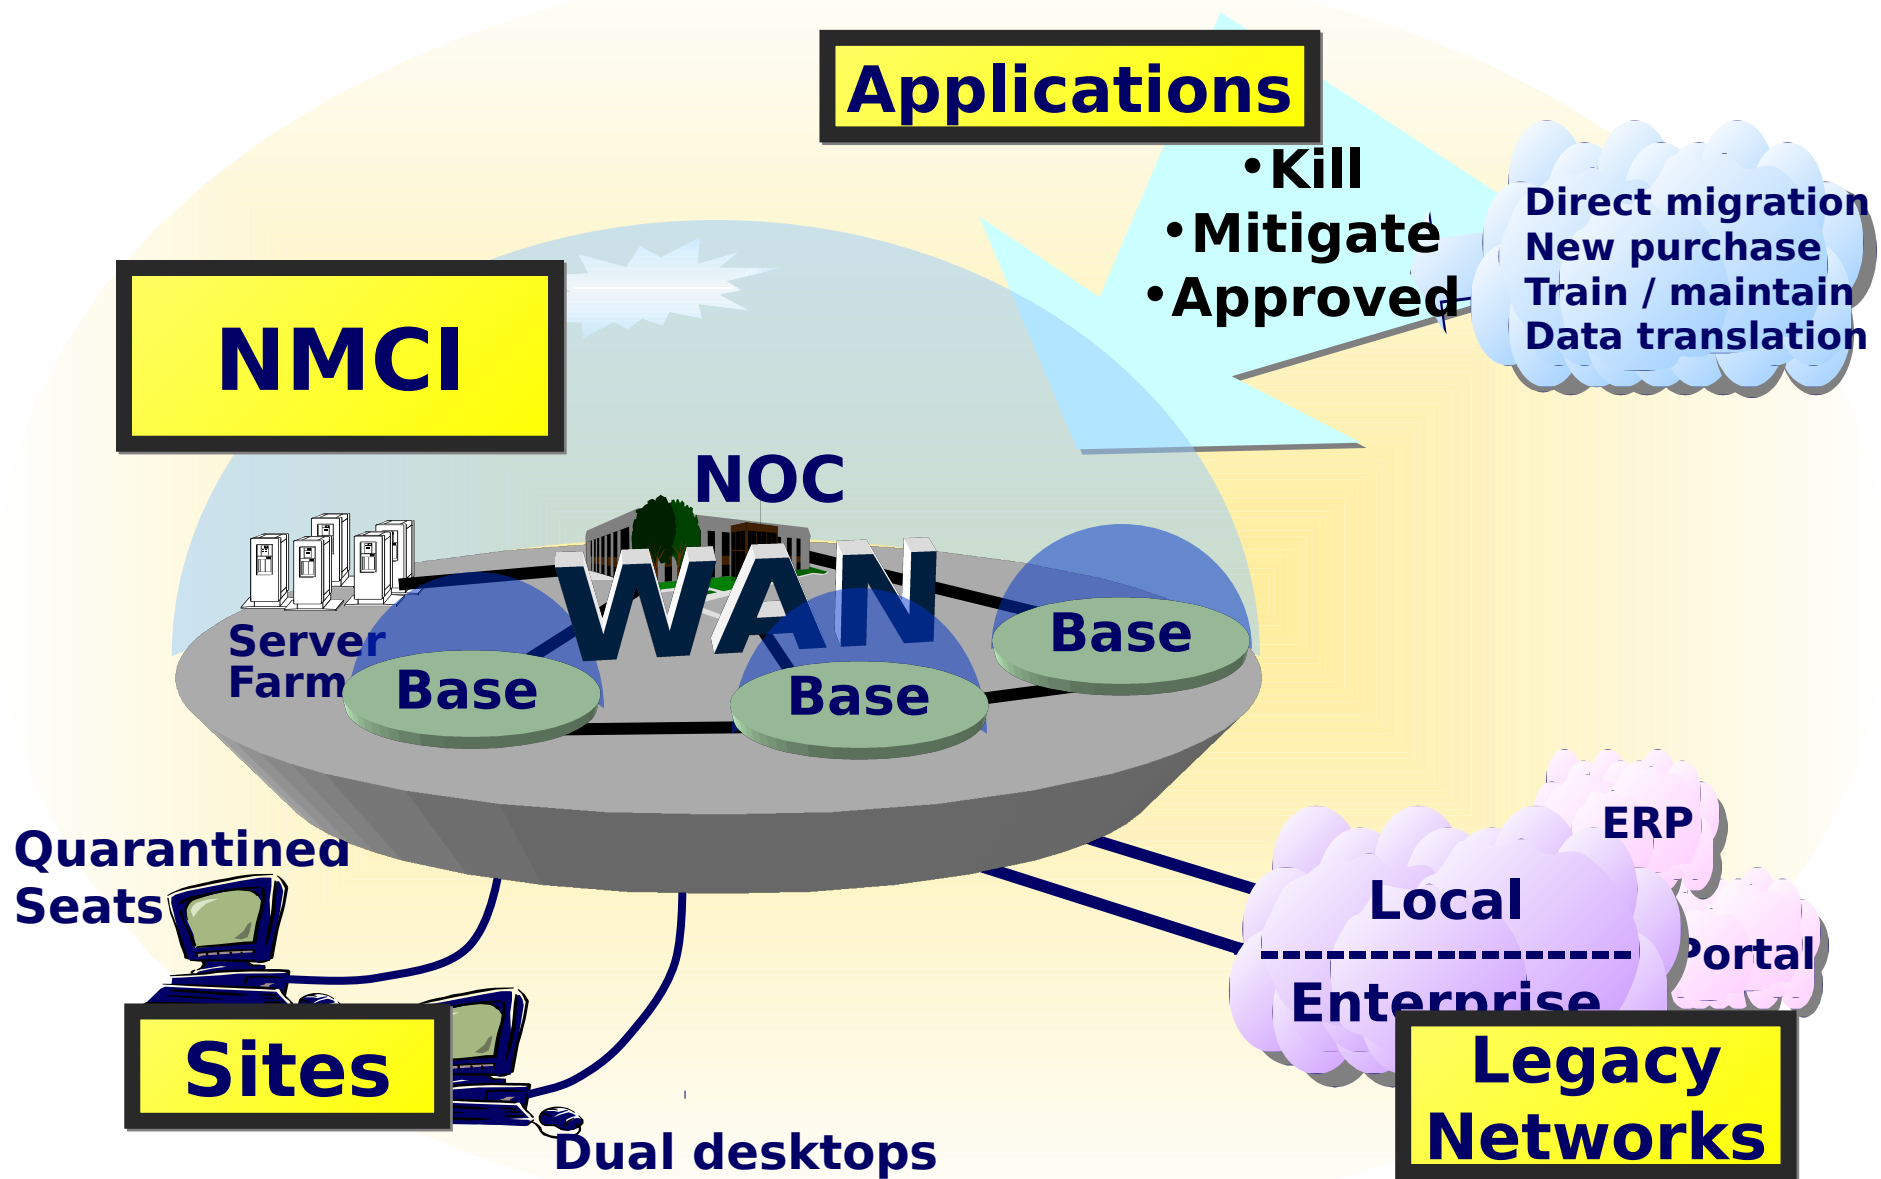 Applications
•Kill
•Mitigate
•Approved
Direct migration
New purchase
Train / maintain
Data translation
NMCI
NOC
WAN
Server
Farm
Base
Base
Base
Quarantined
Seats
Sites
Dual desktops
ERP
Portal
Local
Enterprise
Legacy
Networks